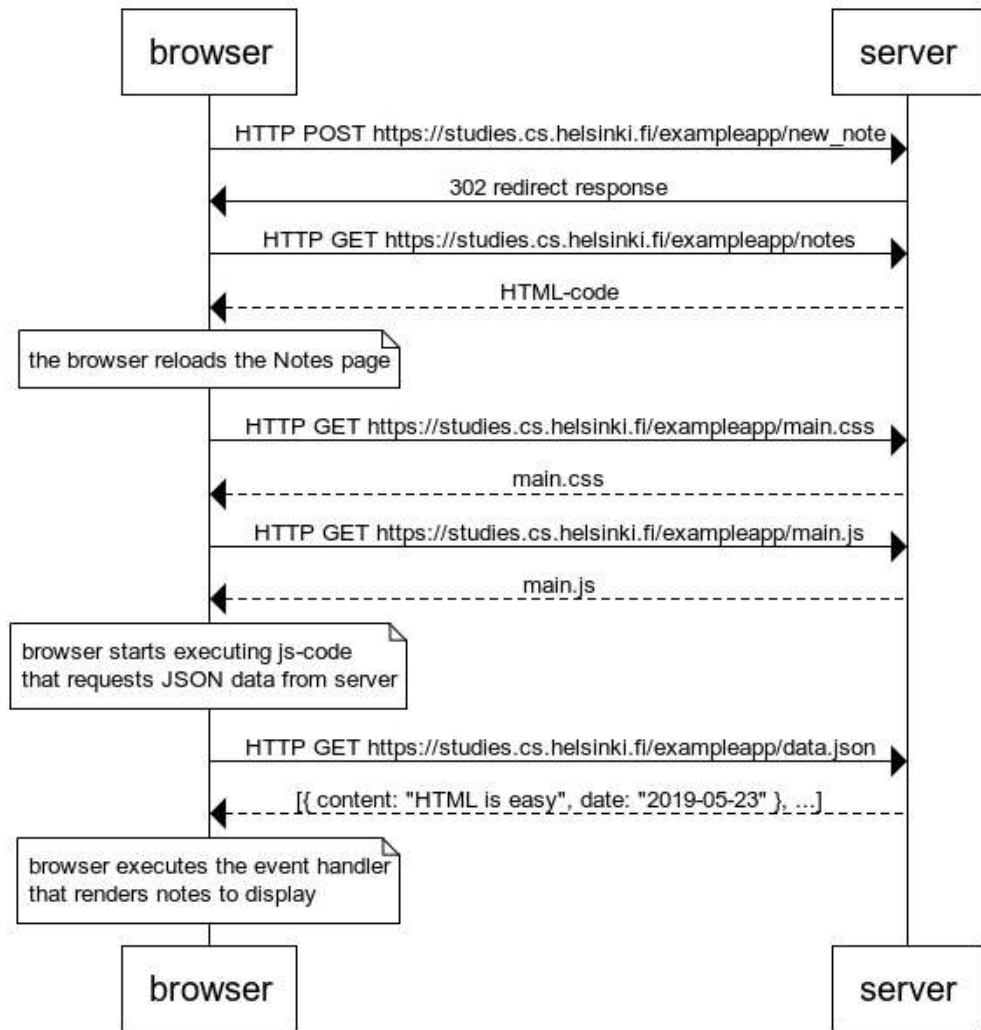 browser
server
HTTP POST https://studies.cs.helsinki.fi/exampleapp/new_note
302 redirect response
HTTP GET https://studies.cs.helsinki.fi/exampleapp/notes
HTML-code
the browser reloads the Notes page
HTTP GET https://studies.cs.helsinki.fi/exampleapp/main.css
main.css
HTTP GET https://studies.cs.helsinki.fi/exampleapp/main.js
main.js
browser starts executing js-code
that requests JSON data from server
HTTP GET https://studies.cs.helsinki.fi/exampleapp/data.json
[{ content: "HTML is easy", date: "2019-05-23" }, ...]
browser executes the event handler
that renders notes to display
browser
server